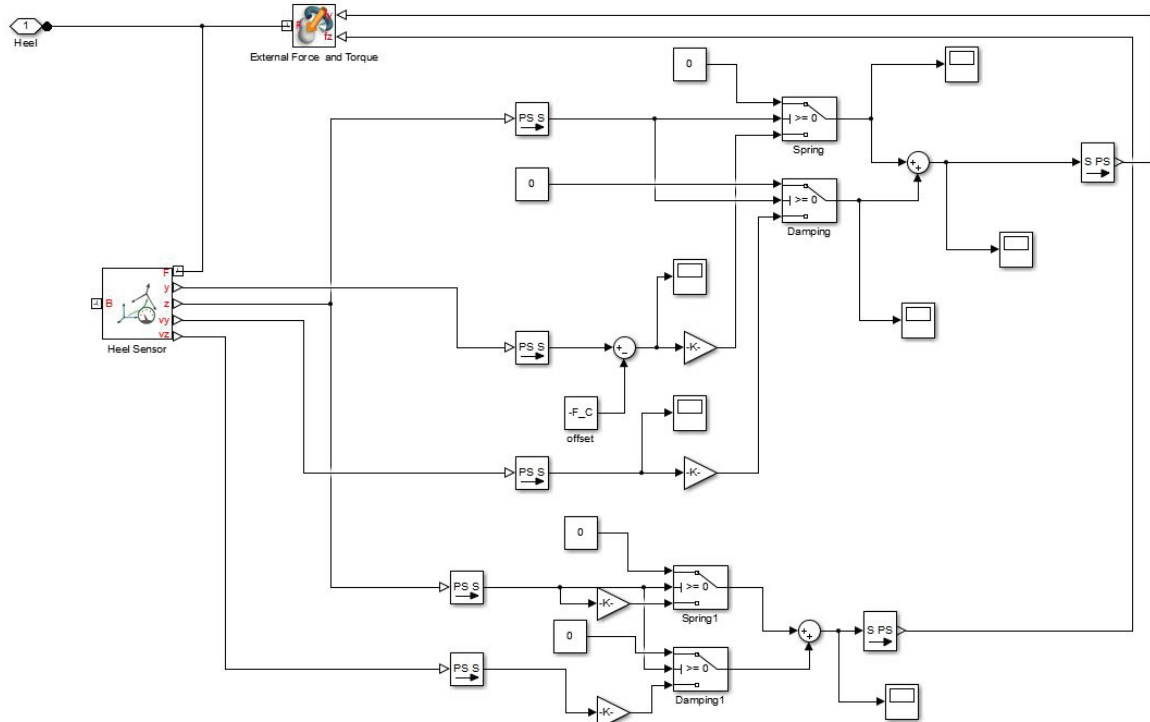 1
Heel
F
fz
External Force and Torque
0
PS S
>= 0
Spring
0
>= 0
Damping
+
+
S PS
F
y
B
z
vy
vz
Heel Sensor
PS S
+
−
-K-
-F_C
offset
PS S
-K-
0
PS S
>= 0
-K-
Spring1
0
+
+
S PS
PS S
>= 0
-K-
Damping1